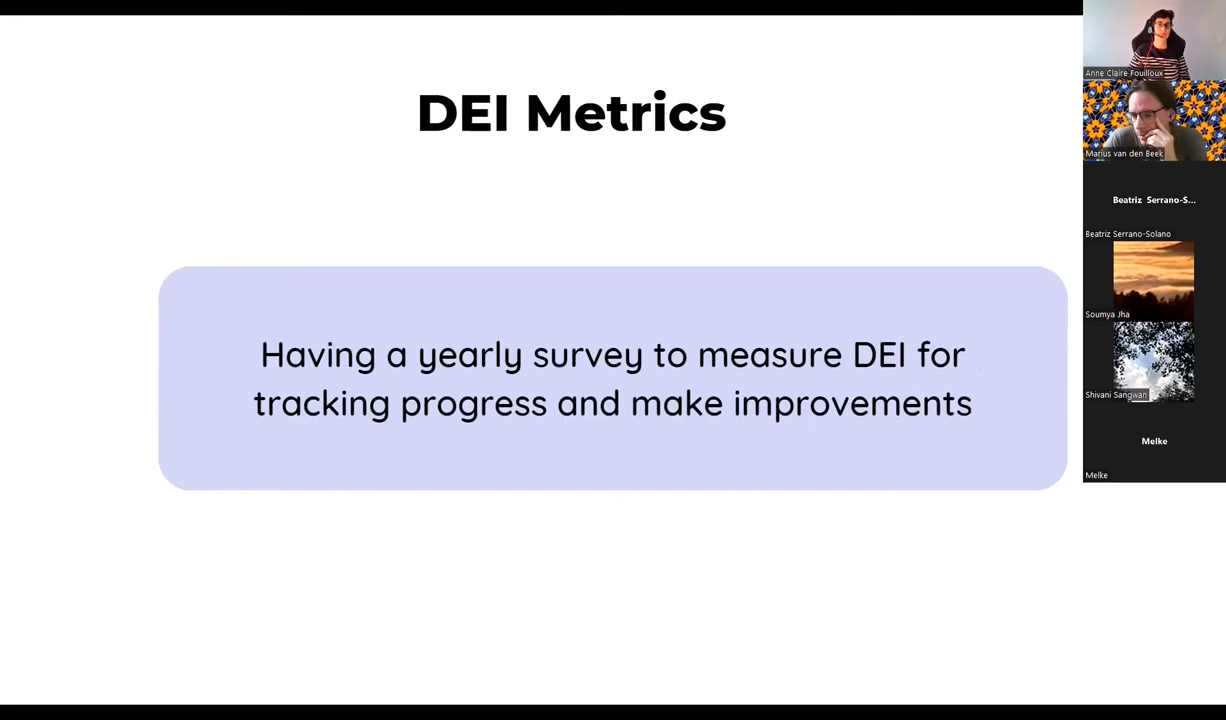 DEI Metrics
Having a yearly survey to measure DEI for
tracking progress and make improvements
Anne Claire Fouilloux
Marius van den Beek
Beatriz Serrano-S...
Beatriz Serrano-Solano
Soumya Jha
Shivani Sangwan
Melke
Melke